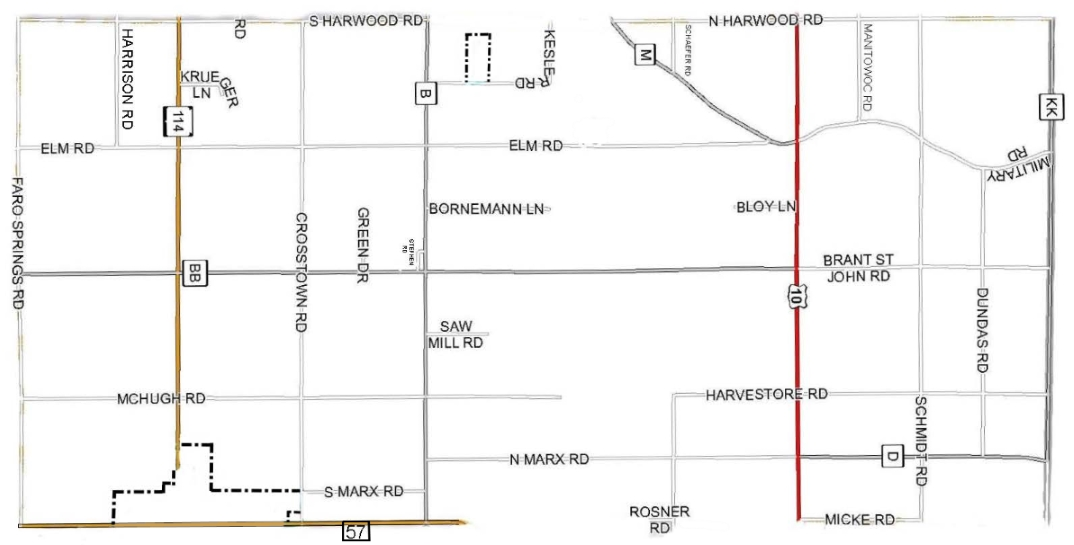 S HARWOOD RD
N HARWOOD RD
RD
HARRISON RD
KRUE
GER
LN
114
B
KESLE
R RD
M
SCHAEFER RD
MANITOWOC RD
KK
ELM RD
ELM RD
MILITARY
RD
FARO SPRINGS RD
CROSSTOWN RD
GREEN DR
BORNEMANN LN
STEPHEN
RD
BLOY LN
BB
BRANT ST
JOHN RD
10
DUNDAS RD
SAW
MILL RD
MCHUGH RD
HARVESTORE RD
SCHMIDT RD
N MARX RD
D
S MARX RD
ROSNER
RD
MICKE RD
57